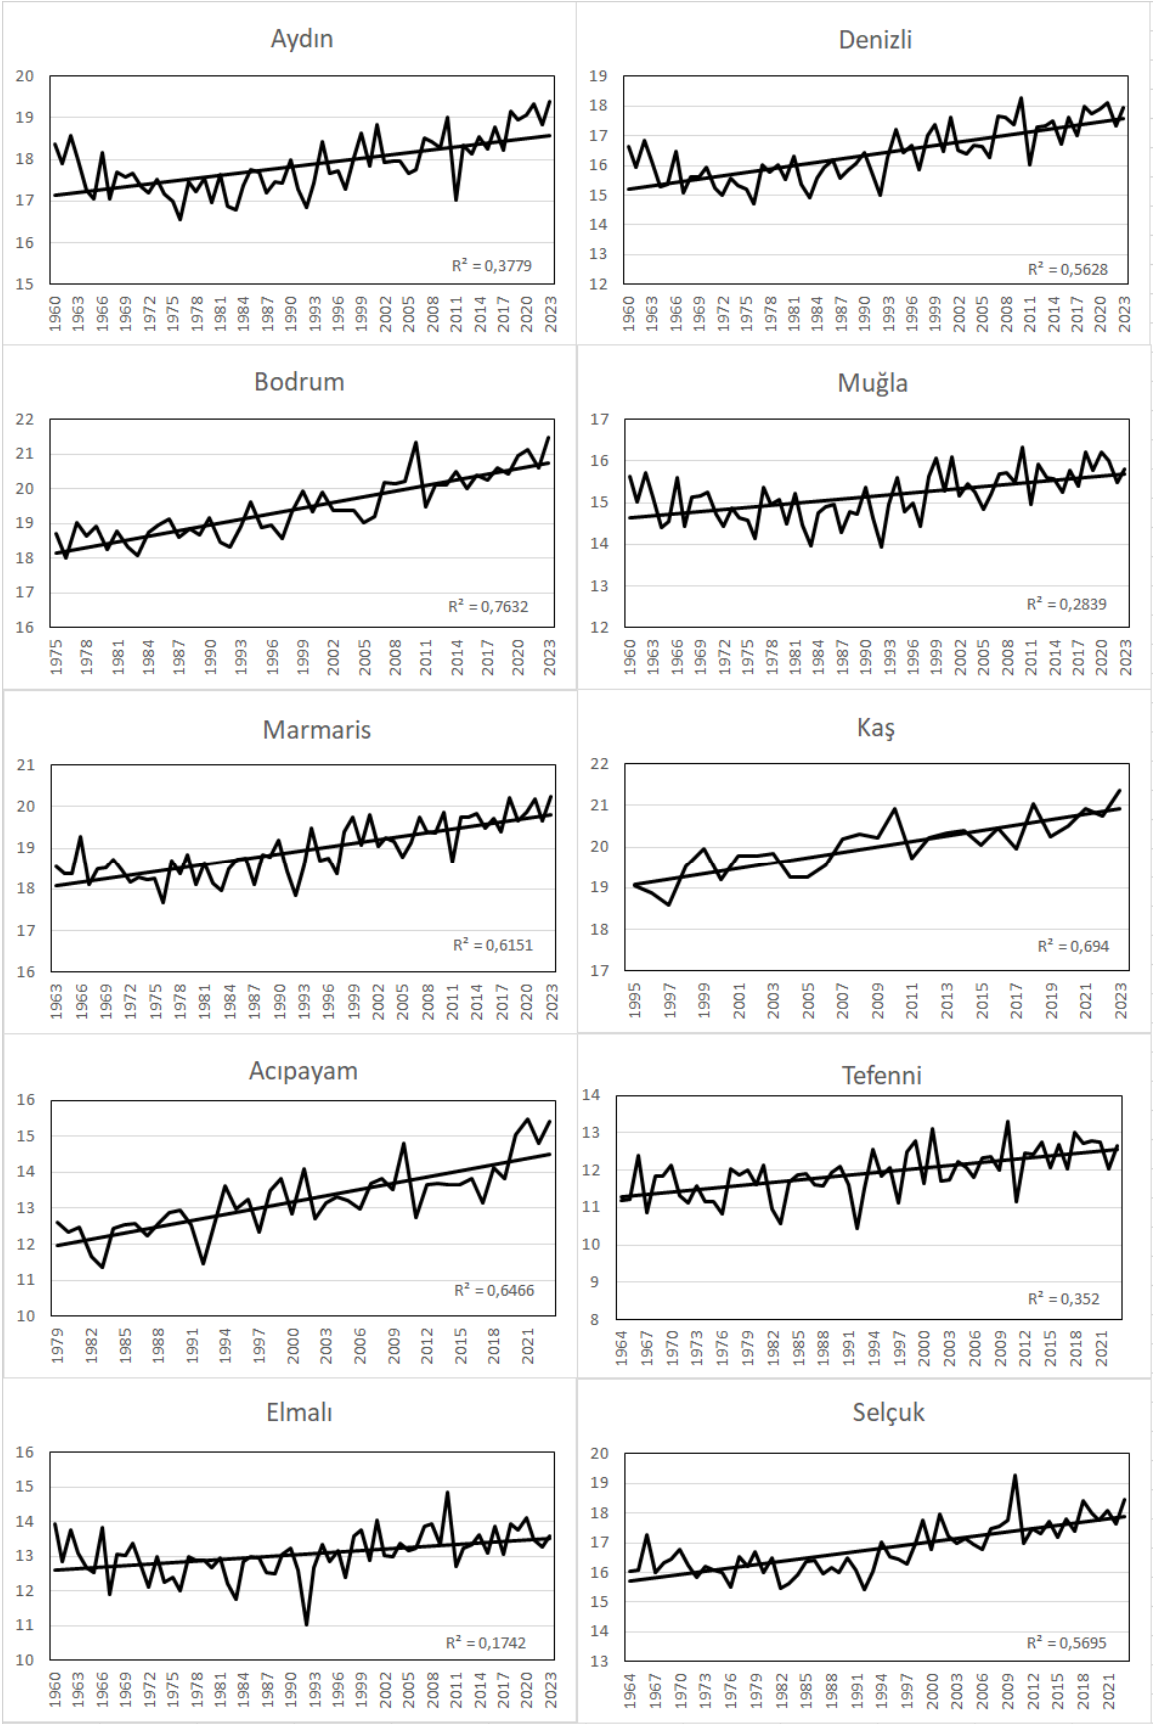 Aydın
20
19
18
17
16
15
R² = 0,3779
1960 1963 1966 1969 1972 1975 1978 1981 1984 1987 1990 1993 1996 1999 2002 2005 2008 2011 2014 2017 2020 2023
Denizli
19
18
17
16
15
14
13
12
R² = 0,5628
1960 1963 1966 1969 1972 1975 1978 1981 1984 1987 1990 1993 1996 1999 2002 2005 2008 2011 2014 2017 2020 2023
Bodrum
22
21
20
19
18
17
16
R² = 0,7632
1975 1978 1981 1984 1987 1990 1993 1996 1999 2002 2005 2008 2011 2014 2017 2020 2023
Muğla
17
16
15
14
13
12
R² = 0,2839
1960 1963 1966 1969 1972 1975 1978 1981 1984 1987 1990 1993 1996 1999 2002 2005 2008 2011 2014 2017 2020 2023
Marmaris
21
20
19
18
17
16
R² = 0,6151
1963 1966 1969 1972 1975 1978 1981 1984 1987 1990 1993 1996 1999 2002 2005 2008 2011 2014 2017 2020 2023
Kaş
22
21
20
19
18
17
R² = 0,694
1995 1997 1999 2001 2003 2005 2007 2009 2011 2013 2015 2017 2019 2021 2023
Acıpayam
16
15
14
13
12
11
10
R² = 0,6466
1979 1982 1985 1988 1991 1994 1997 2000 2003 2006 2009 2012 2015 2018 2021
Tefenni
14
13
12
11
10
9
8
R² = 0,352
1964 1967 1970 1973 1976 1979 1982 1985 1988 1991 1994 1997 2000 2003 2006 2009 2012 2015 2018 2021
Elmalı
16
15
14
13
12
11
10
R² = 0,1742
1960 1963 1966 1969 1972 1975 1978 1981 1984 1987 1990 1993 1996 1999 2002 2005 2008 2011 2014 2017 2020 2023
Selçuk
20
19
18
17
16
15
14
13
R² = 0,5695
1964 1967 1970 1973 1976 1979 1982 1985 1988 1991 1994 1997 2000 2003 2006 2009 2012 2015 2018 2021